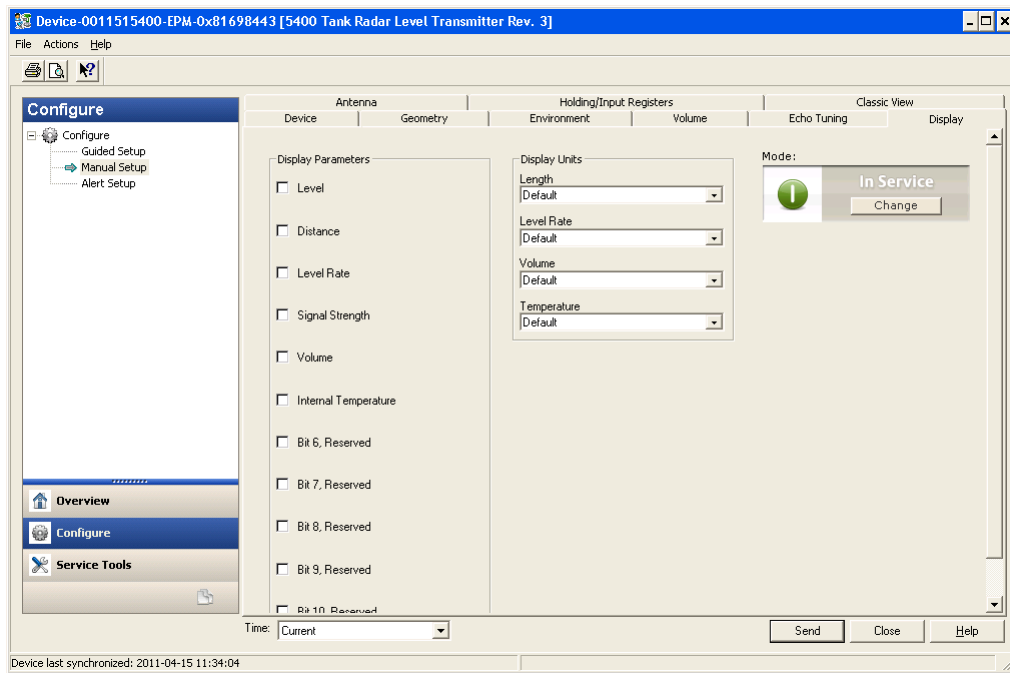 Device-0011515400-EPM-0x81698443 [5400 Tank Radar Level Transmitter Rev. 3]
File Actions Help
Configure
Configure
Guided Setup
Manual Setup
Alert Setup
Overview
Configure
Service Tools
Antenna Holding/Input Registers Classic View
Device Geometry Environment Volume Echo Tuning Display
Display Parameters
Level
Distance
Level Rate
Signal Strength
Volume
Internal Temperature
Bit 6, Reserved
Bit 7, Reserved
Bit 8, Reserved
Bit 9, Reserved
Bit 10, Reserved
Display Units
Length
Default
Level Rate
Default
Volume
Default
Temperature
Default
Mode:
In Service
Change
Time: Current
Send Close Help
Device last synchronized: 2011-04-15 11:34:04